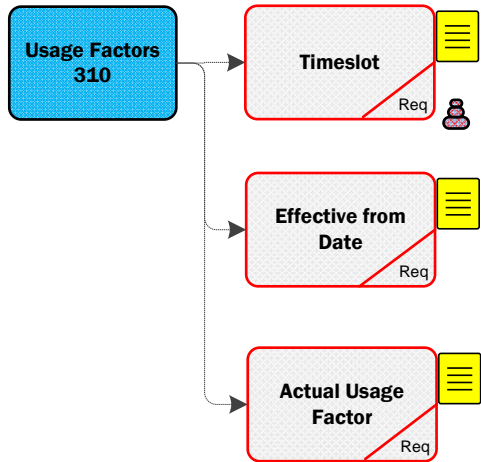 Usage Factors
310
Timeslot
Req
Effective from
Date
Req
Actual Usage
Factor
Req